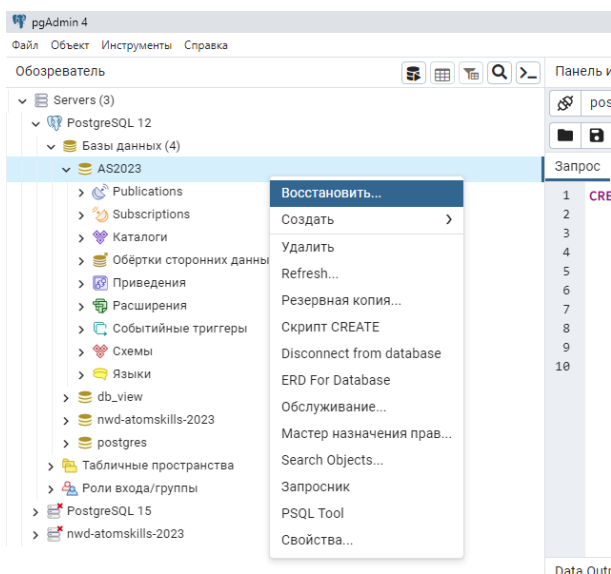 pgAdmin 4
Файл Объект Инструменты Справка
Обозреватель
Servers (3)
PostgreSQL 12
Базы данных (4)
AS2023
Publications
Subscriptions
Каталоги
Обёртки сторонних данны
Приведения
Расширения
Событийные триггеры
Схемы
Языки
db_view
nwd-atomskills-2023
postgres
Табличные пространства
Роли входа/группы
PostgreSQL 15
nwd-atomskills-2023
Восстановить...
Создать
Удалить
Refresh...
Резервная копия...
Скрипт CREATE
Disconnect from database
ERD For Database
Обслуживание...
Мастер назначения прав...
Search Objects...
Запросник
PSQL Tool
Свойства...
Панель и
pos
Запрос
1 CRE
2
3
4
5
6
7
8
9
10
Data Outp